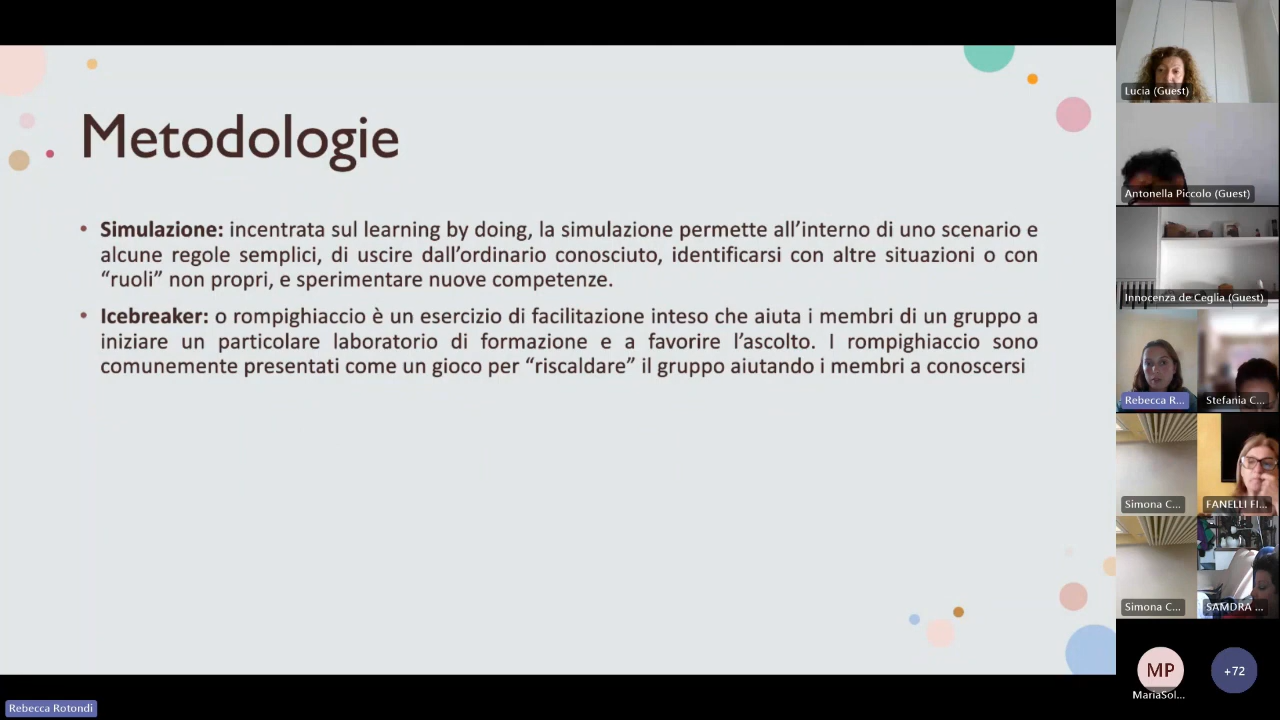 Metodologie
• Simulazione: incentrata sul learning by doing, la simulazione permette all’interno di uno scenario e
alcune regole semplici, di uscire dall’ordinario conosciuto, identificarsi con altre situazioni o con
“ruoli” non propri, e sperimentare nuove competenze.
• Icebreaker: o rompighiaccio è un esercizio di facilitazione inteso che aiuta i membri di un gruppo a
iniziare un particolare laboratorio di formazione e a favorire l’ascolto. I rompighiaccio sono
comunemente presentati come un gioco per “riscaldare” il gruppo aiutando i membri a conoscersi
Rebecca Rotondi
Lucia (Guest)
Antonella Piccolo (Guest)
Innocenza de Ceglia (Guest)
Rebecca R...
Stefania C...
Simona C...
FANELLI FI...
Simona C...
SAMDRA ...
MP
MariaSol...
+72